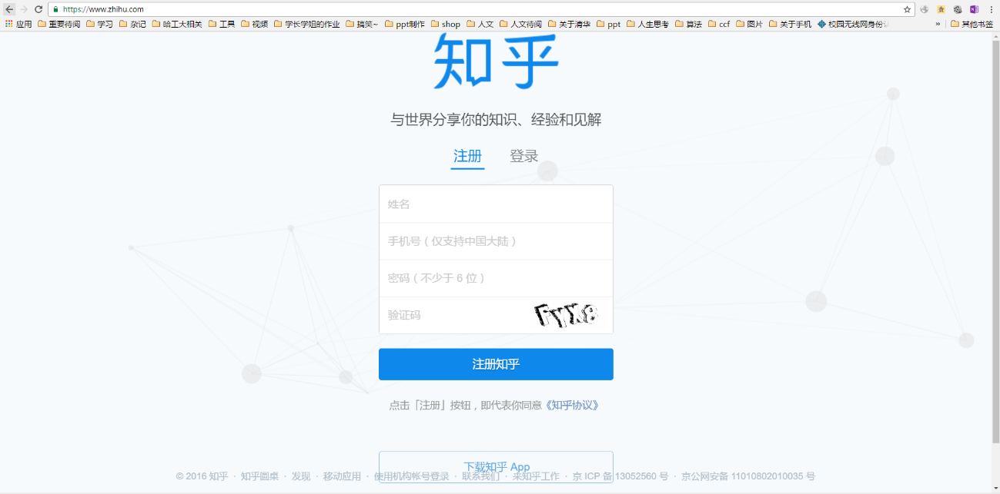 https://www.zhihu.com
应用 重要待阅 学习 杂记 哈工大相关 工具 视频 学长学姐的作业 搞笑~ ppt制作 shop 人文 人文待阅 关于清华 ppt 人生思考 算法 ccf 图片 关于手机 校园无线网身份 » 其他书签
知乎
与世界分享你的知识、经验和见解
注册 登录
姓名
手机号（仅支持中国大陆）
密码（不少于 6 位）
验证码 FYX8
注册知乎
点击「注册」按钮，即代表你同意《知乎协议》
下载知乎 App
© 2016 知乎 · 知乎圆桌 · 发现 · 移动应用 · 使用机构帐号登录 · 联系我们 · 来知乎工作 · 京 ICP 备 13052560 号 · 京公网安备 11010802010035 号